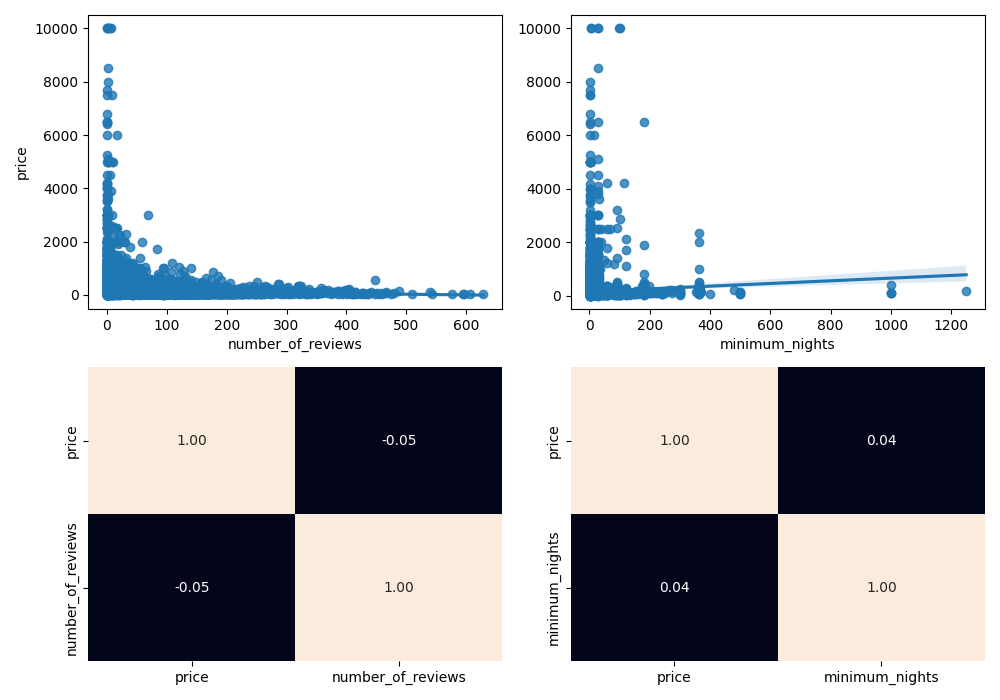 10000
8000
6000
4000
2000
0
price
0 100 200 300 400 500 600
number_of_reviews
10000
8000
6000
4000
2000
0
0 200 400 600 800 1000 1200
minimum_nights
price
number_of_reviews
1.00 -0.05
-0.05 1.00
price number_of_reviews
price
minimum_nights
1.00 0.04
0.04 1.00
price minimum_nights